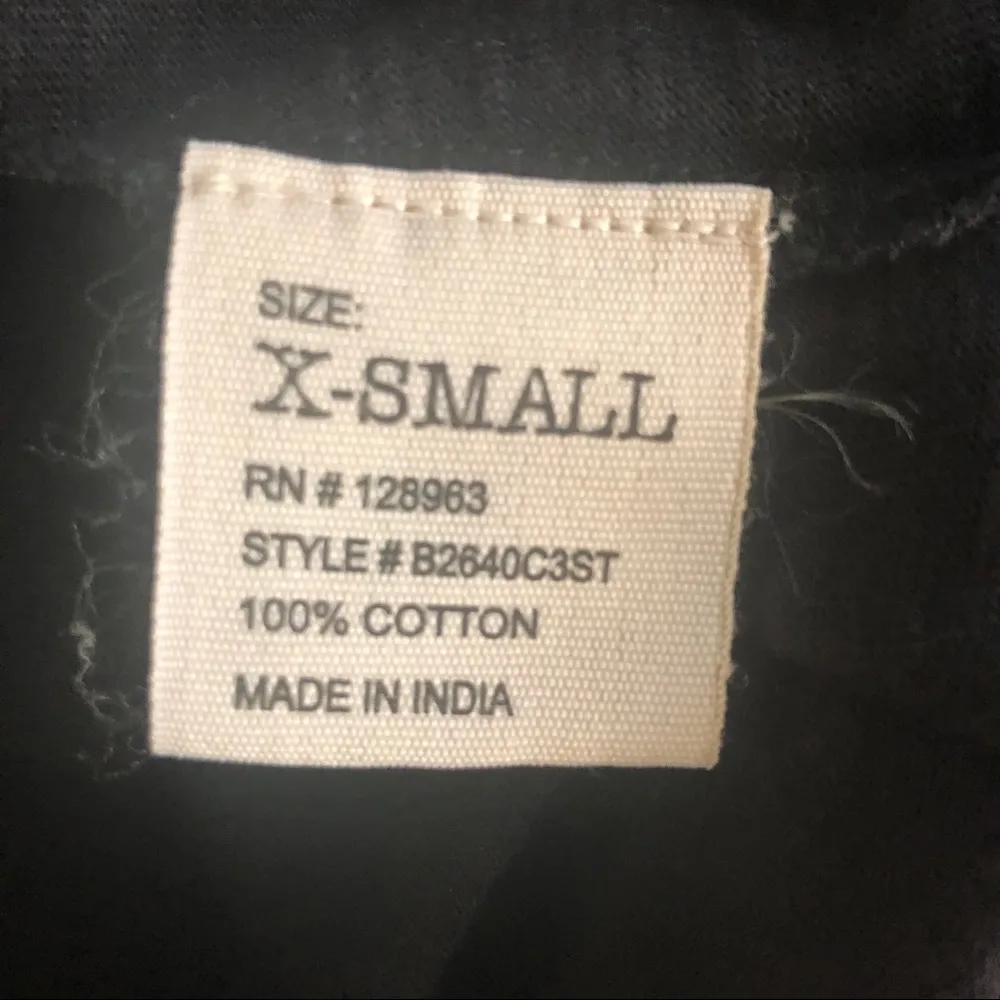 SIZE:
X-SMALL
RN # 128963
STYLE # B2640C3ST
100% COTTON
MADE IN INDIA